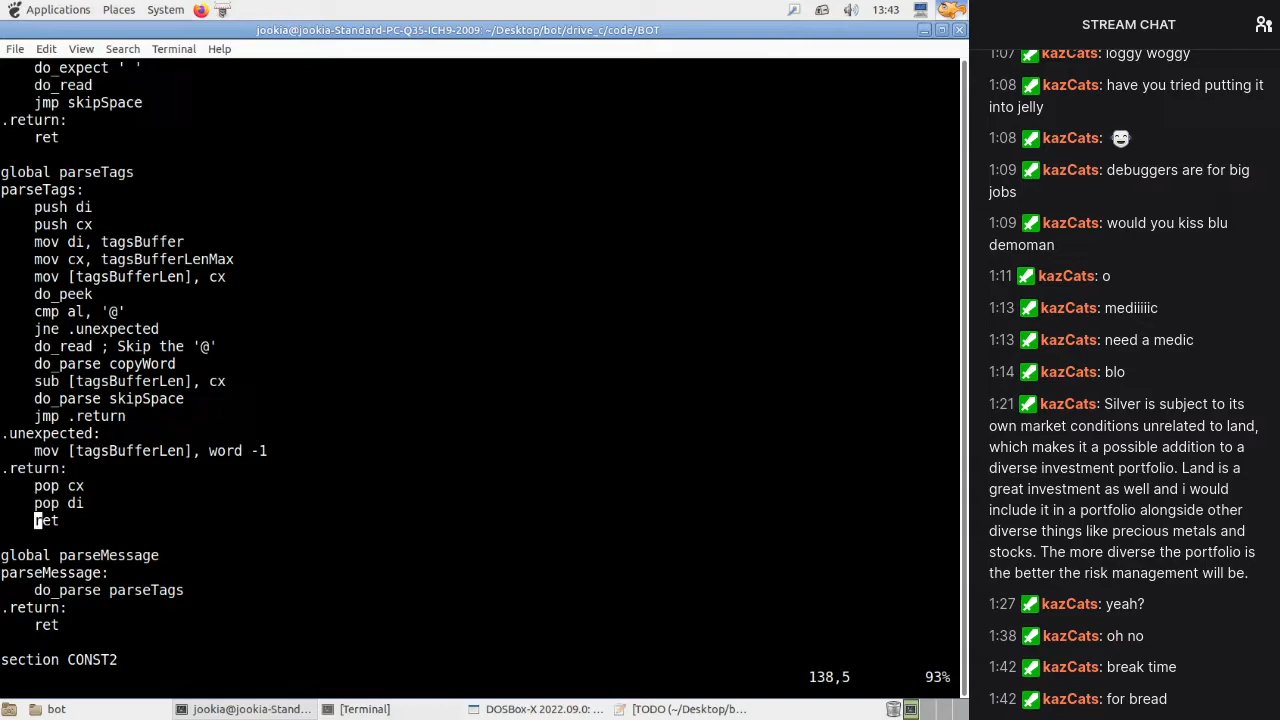 Applications Places System 13:43
jookia@jookia-Standard-PC-Q35-ICH9-2009: ~/Desktop/bot/drive_c/code/BOT
File Edit View Search Terminal Help
do_expect ' '
do_read
jmp skipSpace
.return:
ret
global parseTags
parseTags:
push di
push cx
mov di, tagsBuffer
mov cx, tagsBufferLenMax
mov [tagsBufferLen], cx
do_peek
cmp al, '@'
jne .unexpected
do_read ; Skip the '@'
do_parse copyWord
sub [tagsBufferLen], cx
do_parse skipSpace
jmp .return
.unexpected:
mov [tagsBufferLen], word -1
.return:
pop cx
pop di
ret
global parseMessage
parseMessage:
do_parse parseTags
.return:
ret
section CONST2
138,5 93%
bot jookia@jookia-Stand... [Terminal] DOSBox-X 2022.09.0: ... [TODO (~/Desktop/b...
STREAM CHAT
1:07 kazCats: loggy woggy
1:08 kazCats: have you tried putting it
into jelly
1:08 kazCats:
1:09 kazCats: debuggers are for big
jobs
1:09 kazCats: would you kiss blu
demoman
1:11 kazCats: o
1:13 kazCats: mediiiiic
1:13 kazCats: need a medic
1:14 kazCats: blo
1:21 kazCats: Silver is subject to its
own market conditions unrelated to land,
which makes it a possible addition to a
diverse investment portfolio. Land is a
great investment as well and i would
include it in a portfolio alongside other
diverse things like precious metals and
stocks. The more diverse the portfolio is
the better the risk management will be.
1:27 kazCats: yeah?
1:38 kazCats: oh no
1:42 kazCats: break time
1:42 kazCats: for bread